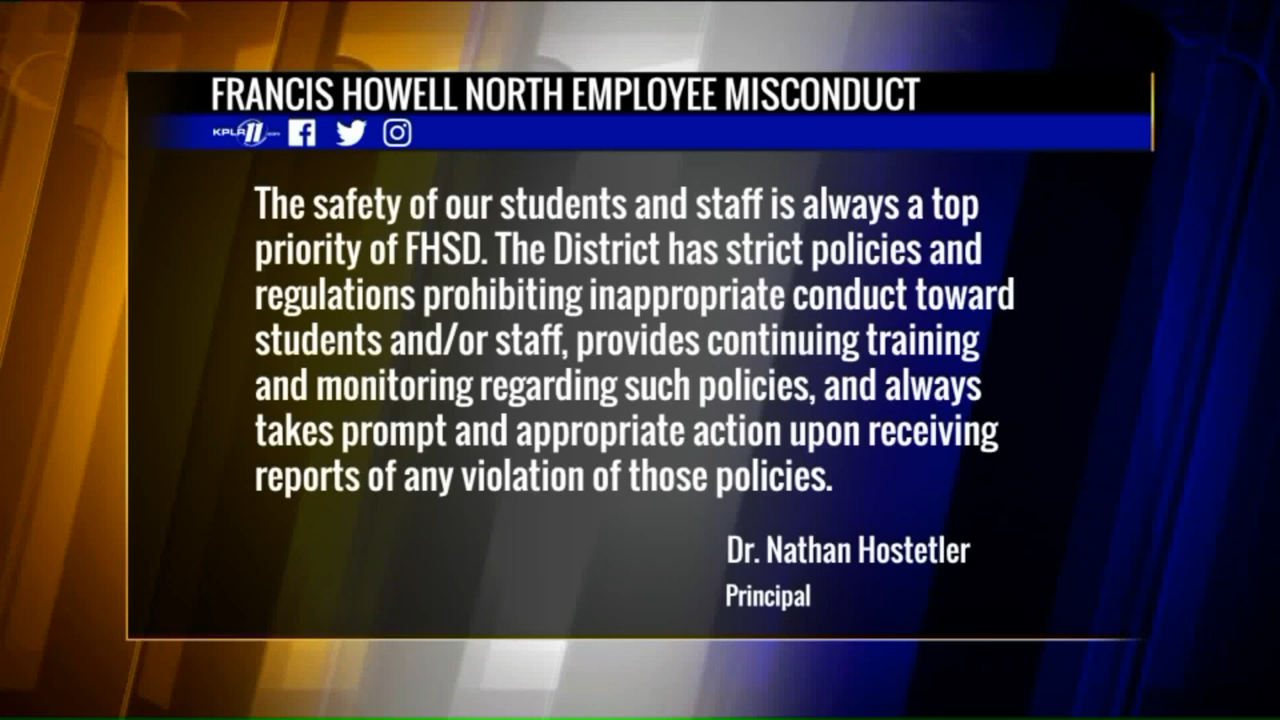 FRANCIS HOWELL NORTH EMPLOYEE MISCONDUCT
KPLR 11 .com
The safety of our students and staff is always a top
priority of FHSD. The District has strict policies and
regulations prohibiting inappropriate conduct toward
students and/or staff, provides continuing training
and monitoring regarding such policies, and always
takes prompt and appropriate action upon receiving
reports of any violation of those policies.
Dr. Nathan Hostetler
Principal